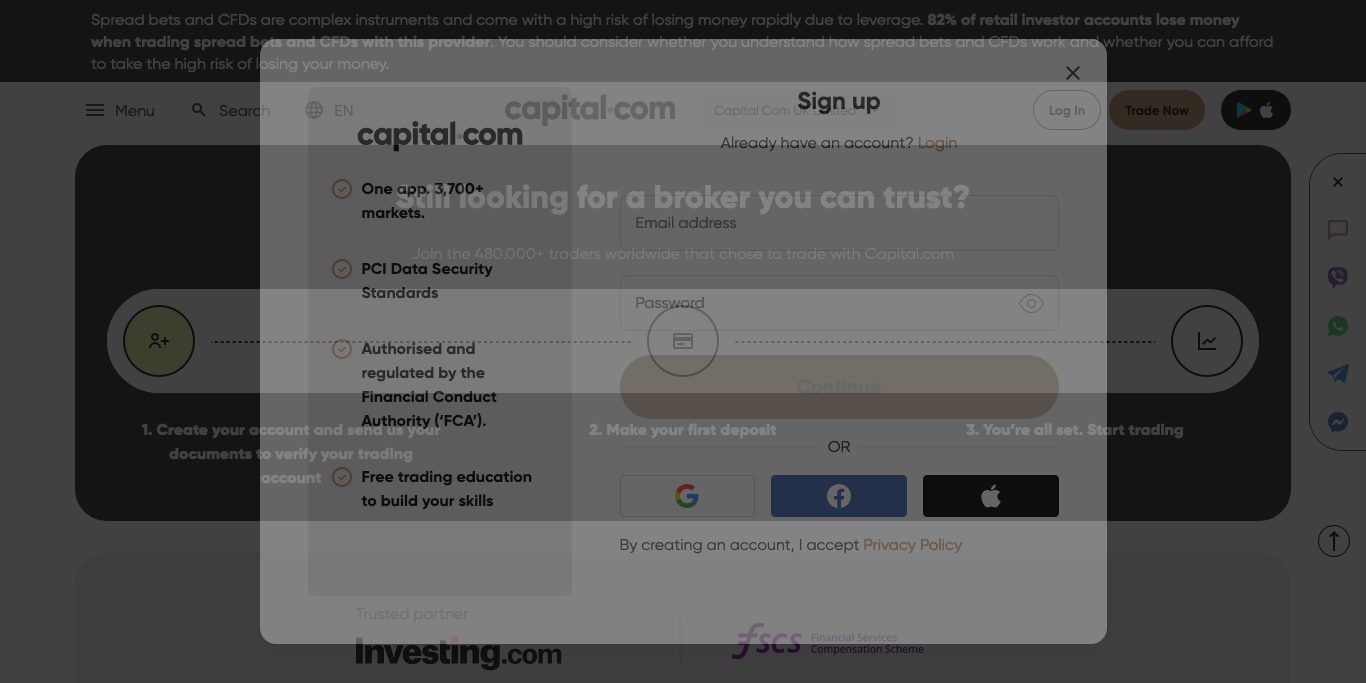 Spread bets and CFDs are complex instruments and come with a high risk of losing money rapidly due to leverage. 82% of retail investor accounts lose money
when trading spread bets and CFDs with this provider. You should consider whether you understand how spread bets and CFDs work and whether you can afford
to take the high risk of losing your money.
Menu
Search
EN
capital.com
Capital Com UK Limited
Log In
Trade Now
Sign up
Already have an account? Login
capital.com
One app. 3,700+
markets.
PCI Data Security
Standards
Authorised and
regulated by the
Financial Conduct
Authority (‘FCA’).
Free trading education
to build your skills
Still looking for a broker you can trust?
Join the 480.000+ traders worldwide that chose to trade with Capital.com
Email address
Password
Continue
OR
By creating an account, I accept Privacy Policy
1. Create your account and send us your
documents to verify your trading
account
2. Make your first deposit
3. You’re all set. Start trading
Trusted partner
Investing.com
fscs
Financial Services
Compensation Scheme